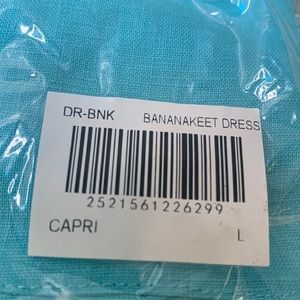 DR-BNK BANANAKEET DRESS
2521561226299
CAPRI L